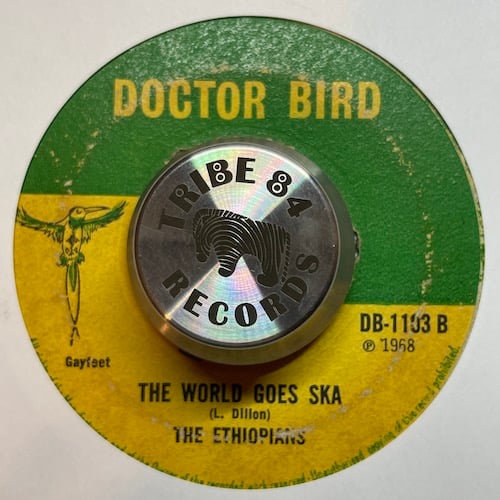 DOCTOR BIRD
TRIBE 84
RECORDS
Gayfeet
DB-1103 B
℗ 1968
THE WORLD GOES SKA
(L. Dillon)
THE ETHIOPIANS